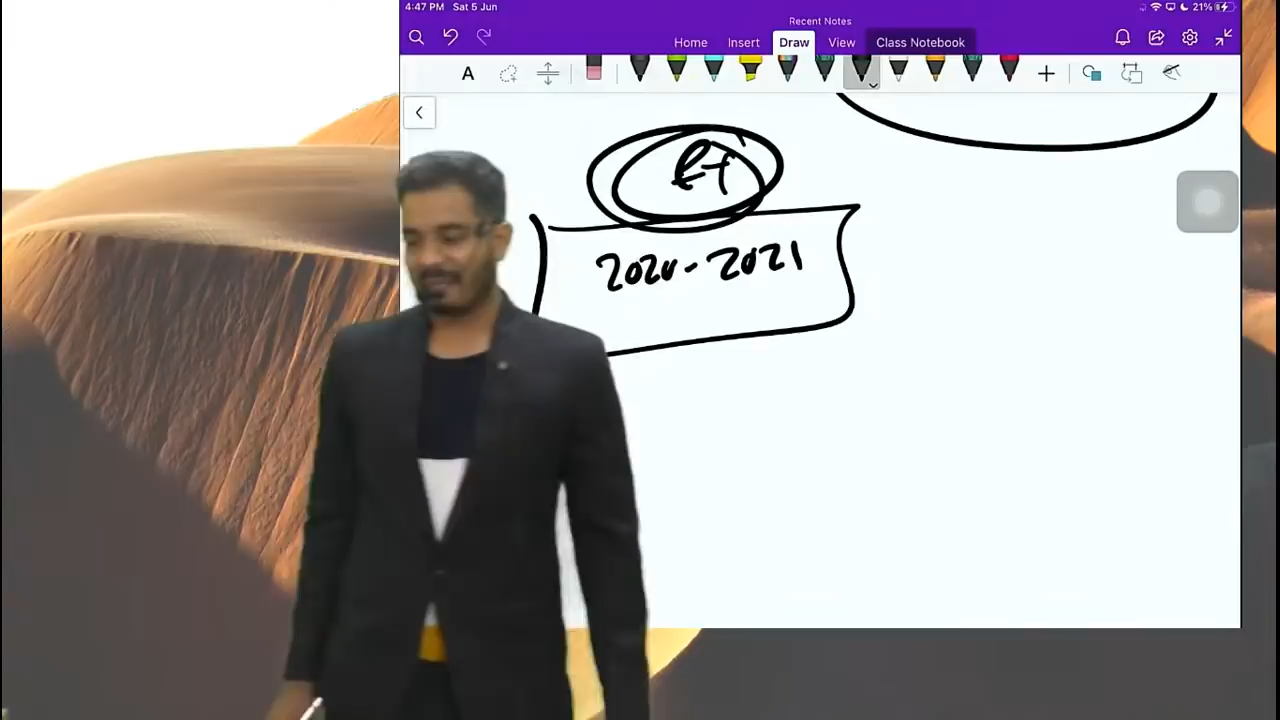 4:47 PM Sat 5 Jun
21%
Recent Notes
Home Insert Draw View Class Notebook
A
2020-2021